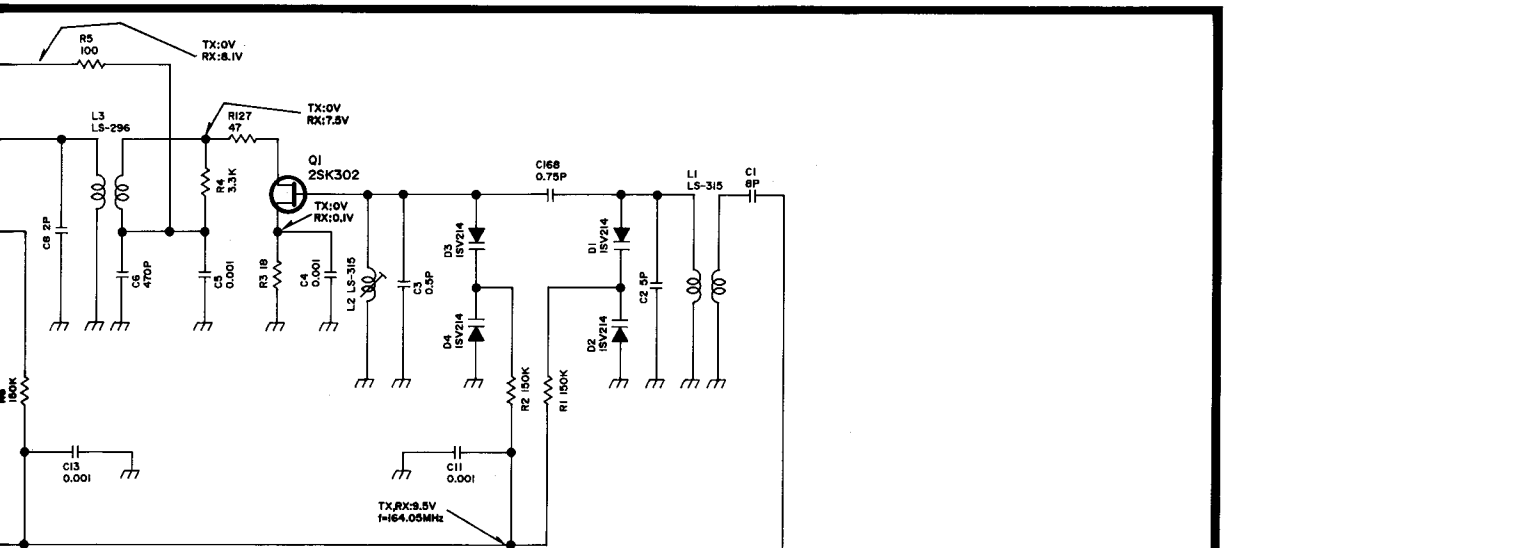 R5
100
TX:0V
RX:8.1V
TX:0V
RX:7.5V
R127
47
L3
LS-296
Q1
2SK302
C168
0.75P
L1
LS-315
C1
8P
R4
3.3K
TX:0V
RX:0.1V
C8 2P
C6
470P
C5
0.001
R3 18
C4
0.001
L2 LS-315
C3
0.5P
D3
1SV214
D1
1SV214
C2 5P
D4
1SV214
D2
1SV214
R2 150K
R1 150K
180K
C13
0.001
C11
0.001
TX,RX:9.5V
f=164.05MHz